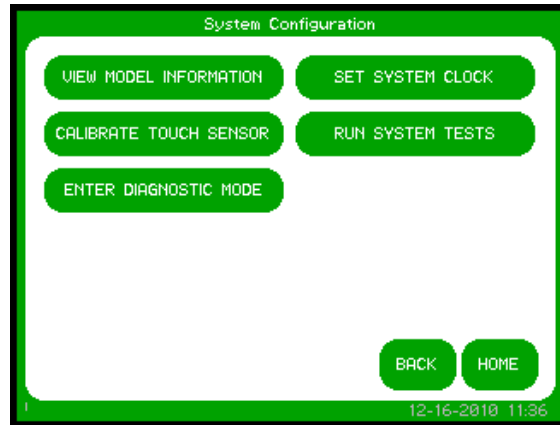 System Configuration
VIEW MODEL INFORMATION
SET SYSTEM CLOCK
CALIBRATE TOUCH SENSOR
RUN SYSTEM TESTS
ENTER DIAGNOSTIC MODE
BACK
HOME
12-16-2010 11:36